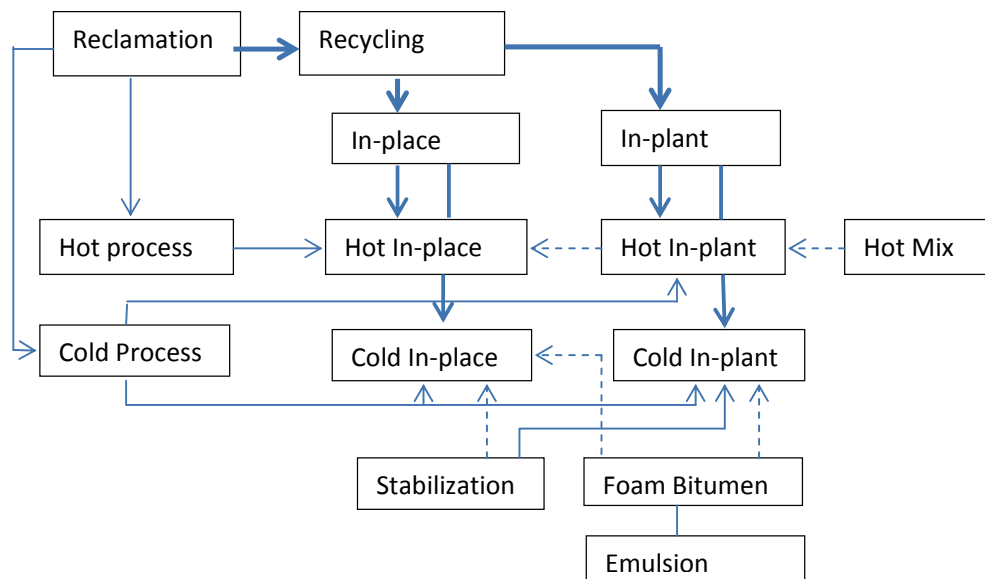 Reclamation
Recycling
In-place
In-plant
Hot process
Hot In-place
Hot In-plant
Hot Mix
Cold Process
Cold In-place
Cold In-plant
Stabilization
Foam Bitumen
Emulsion